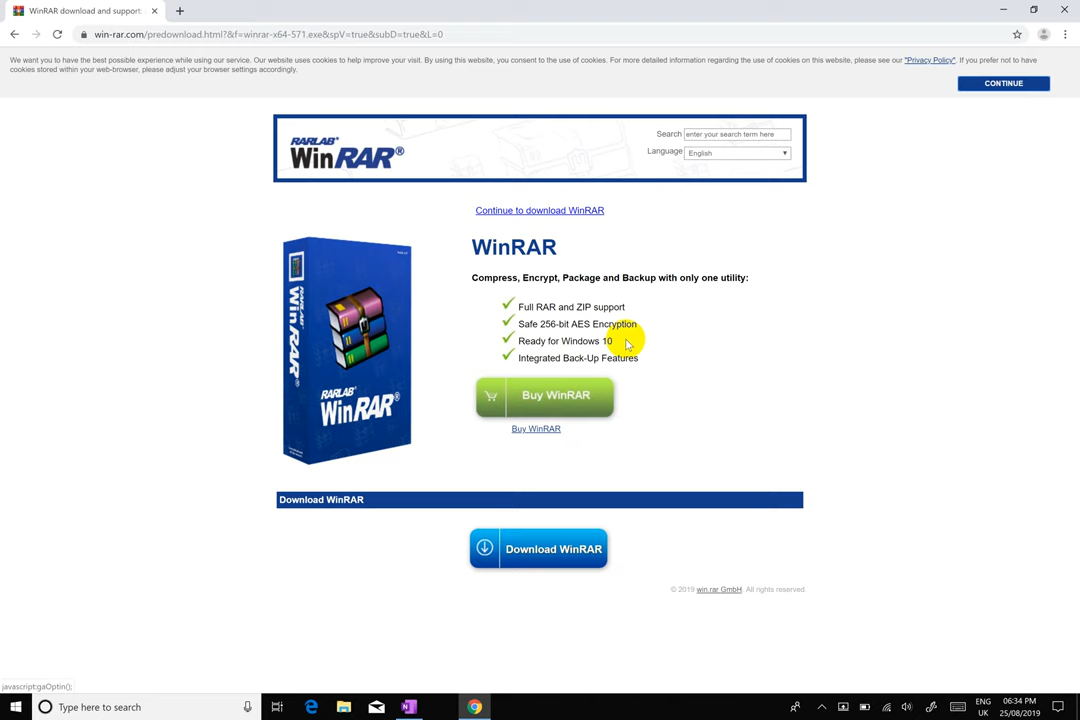 WinRAR download and support:
win-rar.com/predownload.html?&f=winrar-x64-571.exe&spV=true&subD=true&L=0
We want you to have the best possible experience while using our service. Our website uses cookies to help improve your visit. By using this website, you consent to the use of cookies. For more detailed information regarding the use of cookies on this website, please see our "Privacy Policy". If you prefer not to have
cookies stored within your web-browser, please adjust your browser settings accordingly.
CONTINUE
RARLAB®
WinRAR®
Search enter your search term here
Language English
Continue to download WinRAR
WinRAR
Compress, Encrypt, Package and Backup with only one utility:
Full RAR and ZIP support
Safe 256-bit AES Encryption
Ready for Windows 10
Integrated Back-Up Features
WinRAR®
RARLAB®
WinRAR®
Buy WinRAR
Buy WinRAR
Download WinRAR
Download WinRAR
© 2019 win.rar GmbH. All rights reserved.
javascript:gaOptin();
Type here to search
ENG
UK
06:34 PM
25/08/2019